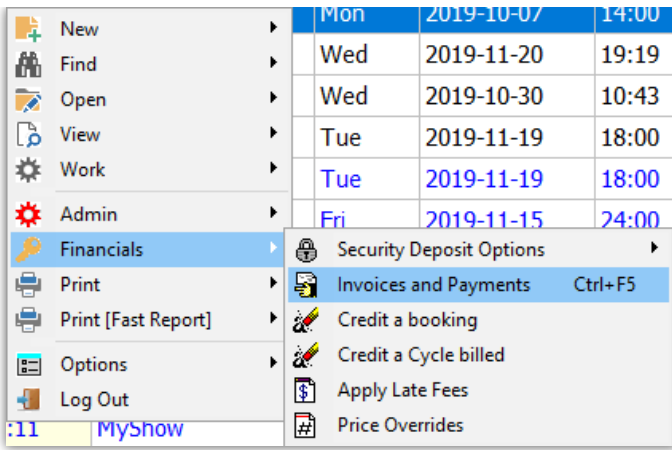 New
Find
Open
View
Work
Admin
Financials
Print
Print [Fast Report]
Options
Log Out
Mon 2019-10-07 14:00
Wed 2019-11-20 19:19
Wed 2019-10-30 10:43
Tue 2019-11-19 18:00
Tue 2019-11-19 18:00
Fri 2019-11-15 24:00
Security Deposit Options
Invoices and Payments Ctrl+F5
Credit a booking
Credit a Cycle billed
Apply Late Fees
Price Overrides
:11 MyShow